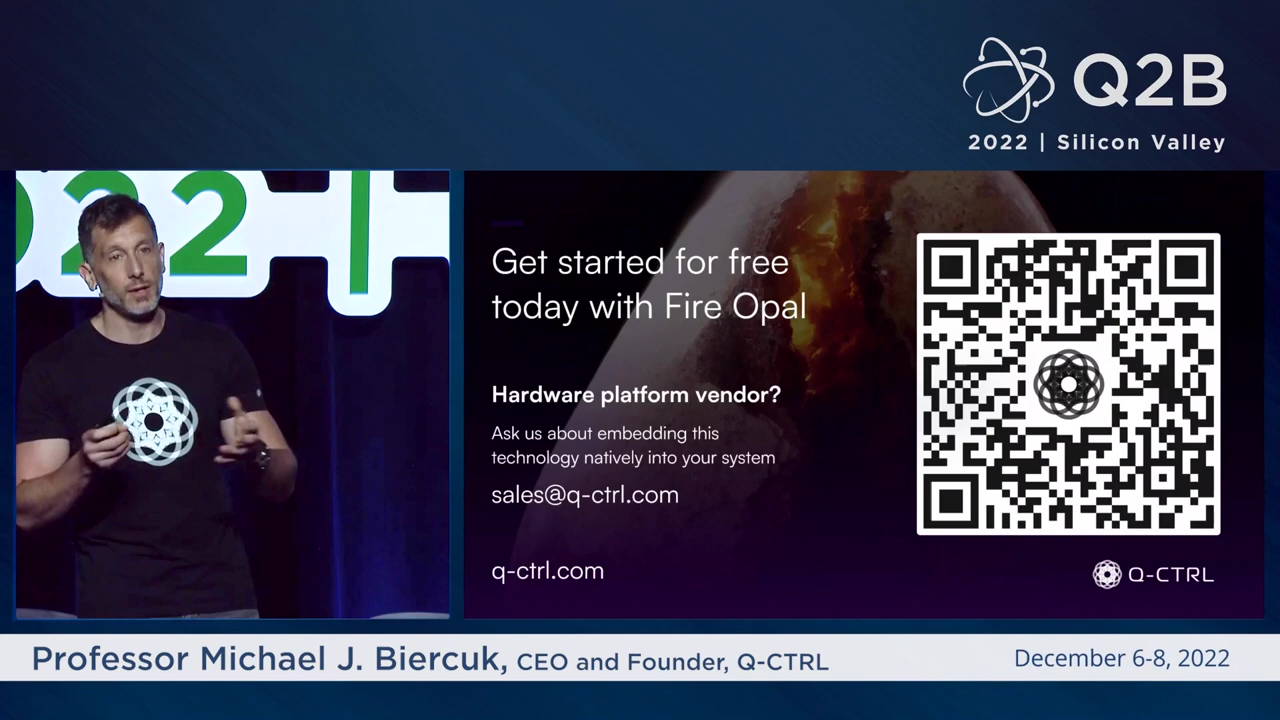 Q2B
2022 | Silicon Valley
22 |
Get started for free
today with Fire Opal
Hardware platform vendor?
Ask us about embedding this
technology natively into your system
sales@q-ctrl.com
q-ctrl.com
Q-CTRL
Professor Michael J. Biercuk, CEO and Founder, Q-CTRL
December 6-8, 2022